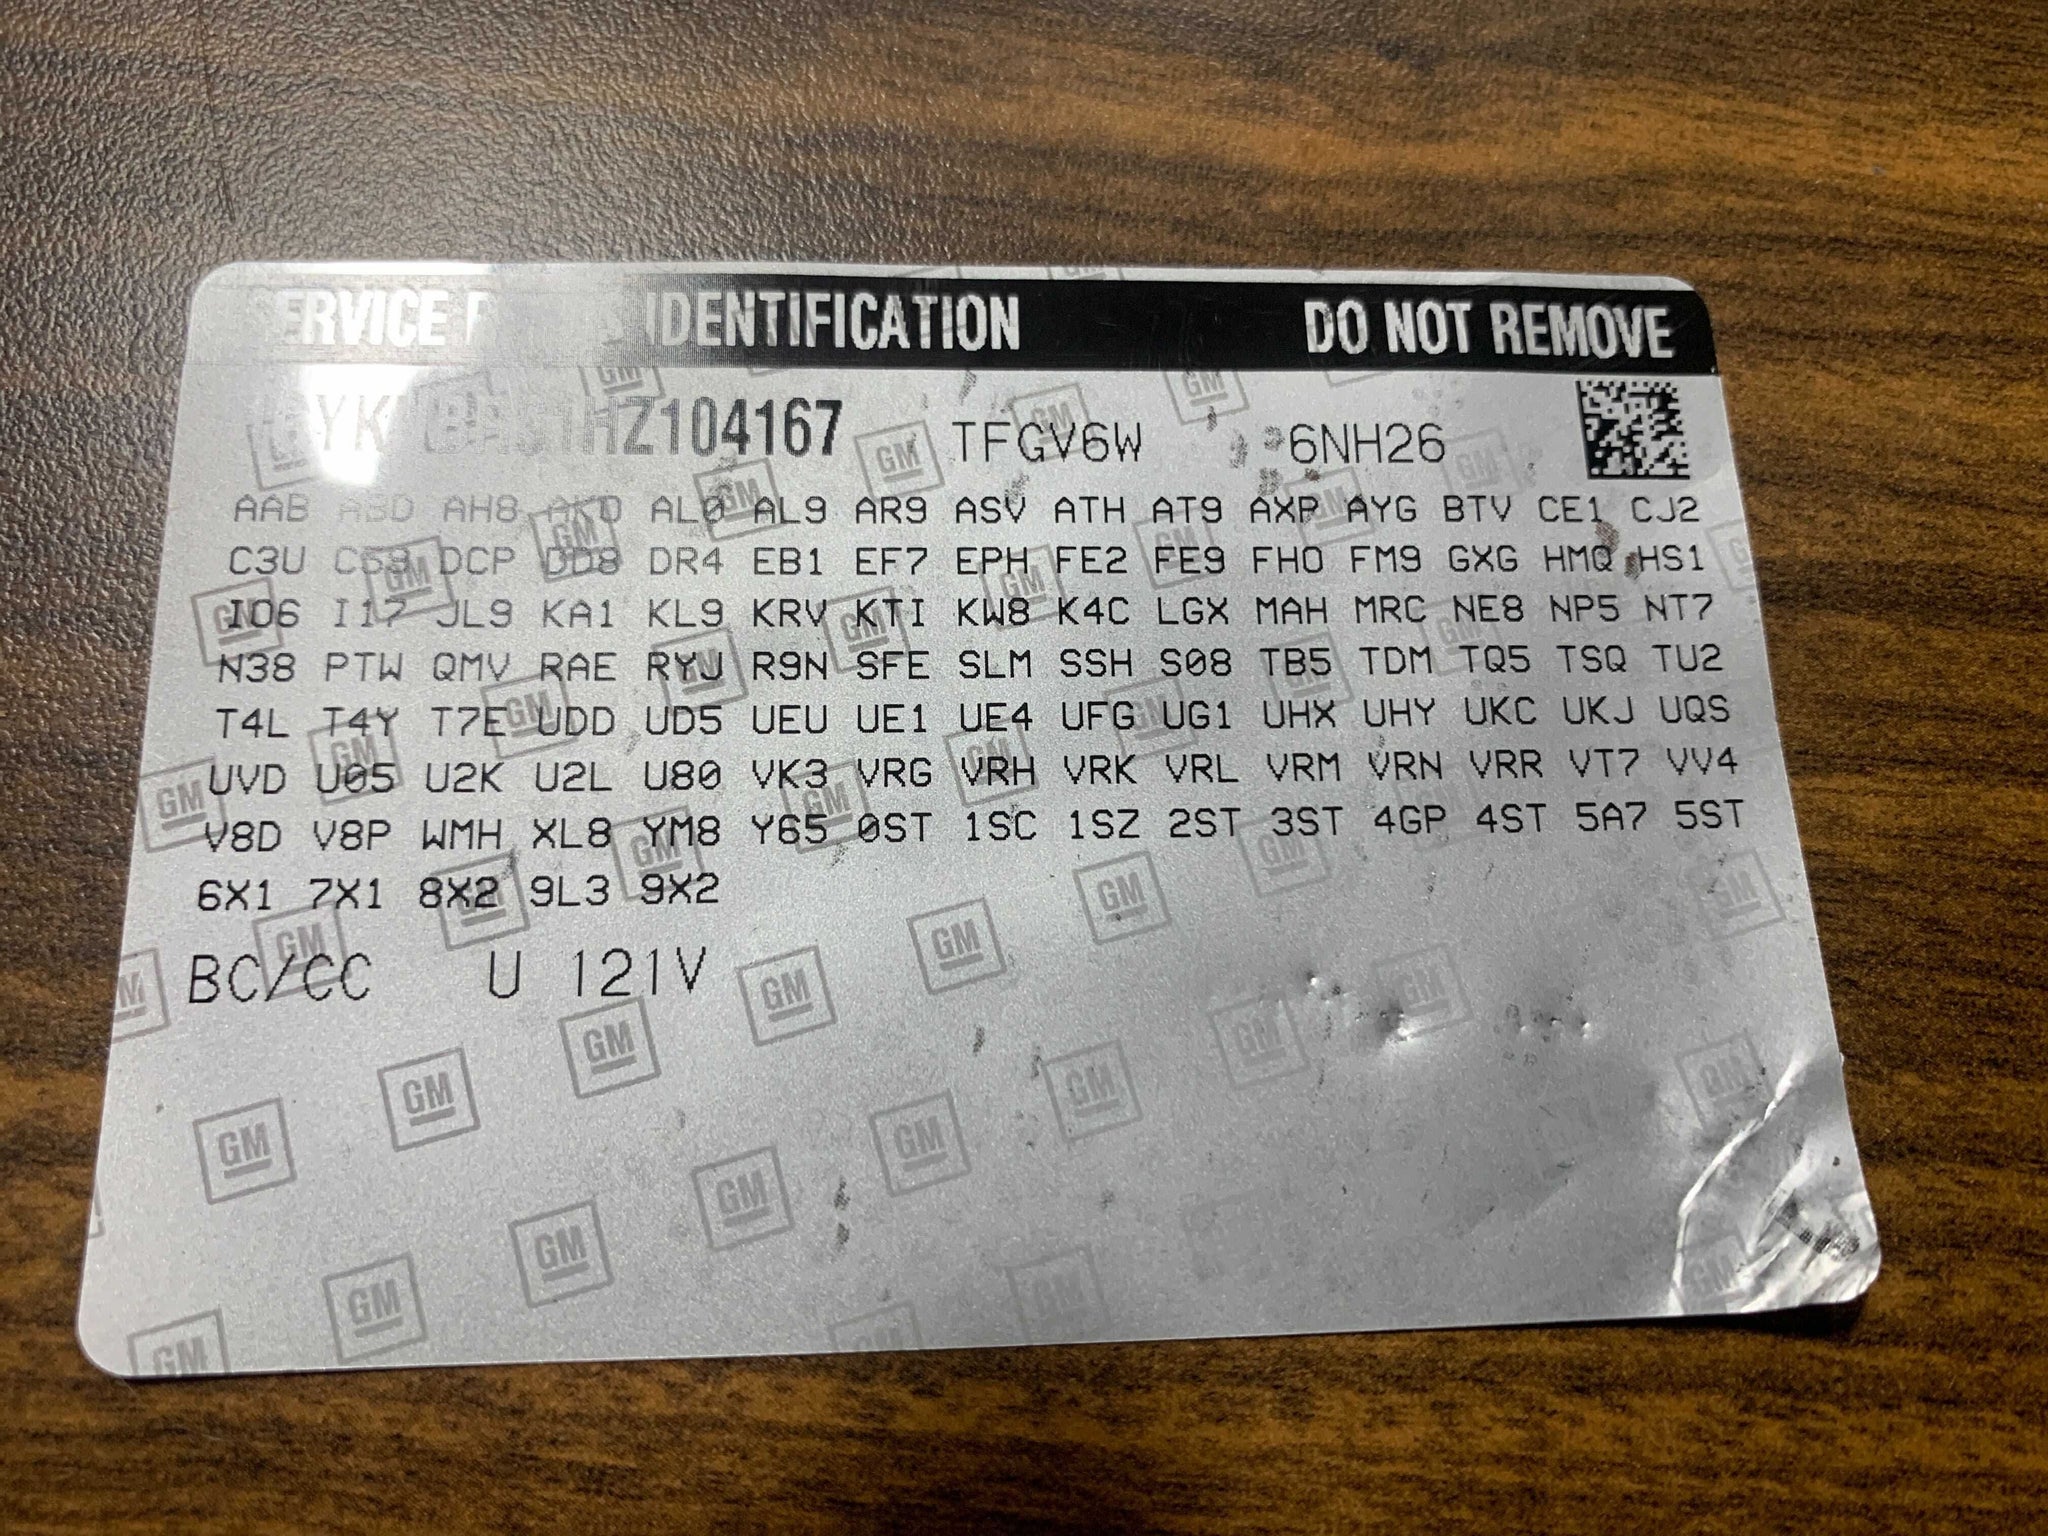 SERVICE PARTS IDENTIFICATION DO NOT REMOVE
TFGV6W 6NH26
AAB ABD AH8 AKO AL0 AL9 AR9 ASV ATH AT9 AXP AYG BTV CE1 CJ2
C3U C59 DCP DD8 DR4 EB1 EF7 EPH FE2 FE9 FHO FM9 GXG HMQ HS1
IO6 I17 JL9 KA1 KL9 KRV KTI KW8 K4C LGX MAH MRC NE8 NP5 NT7
N38 PTW QMV RAE RYJ R9N SFE SLM SSH S08 TB5 TDM TQ5 TSQ TU2
T4L T4Y T7E UDD UD5 UEU UE1 UE4 UFG UG1 UHX UHY UKC UKJ UQS
UVD U05 U2K U2L U80 VK3 VRG VRH VRK VRL VRM VRN VRR VT7 VV4
V8D V8P WMH XL8 YM8 Y65 0ST 1SC 1SZ 2ST 3ST 4GP 4ST 5A7 5ST
6X1 7X1 8X2 9L3 9X2
BC/CC U 121V